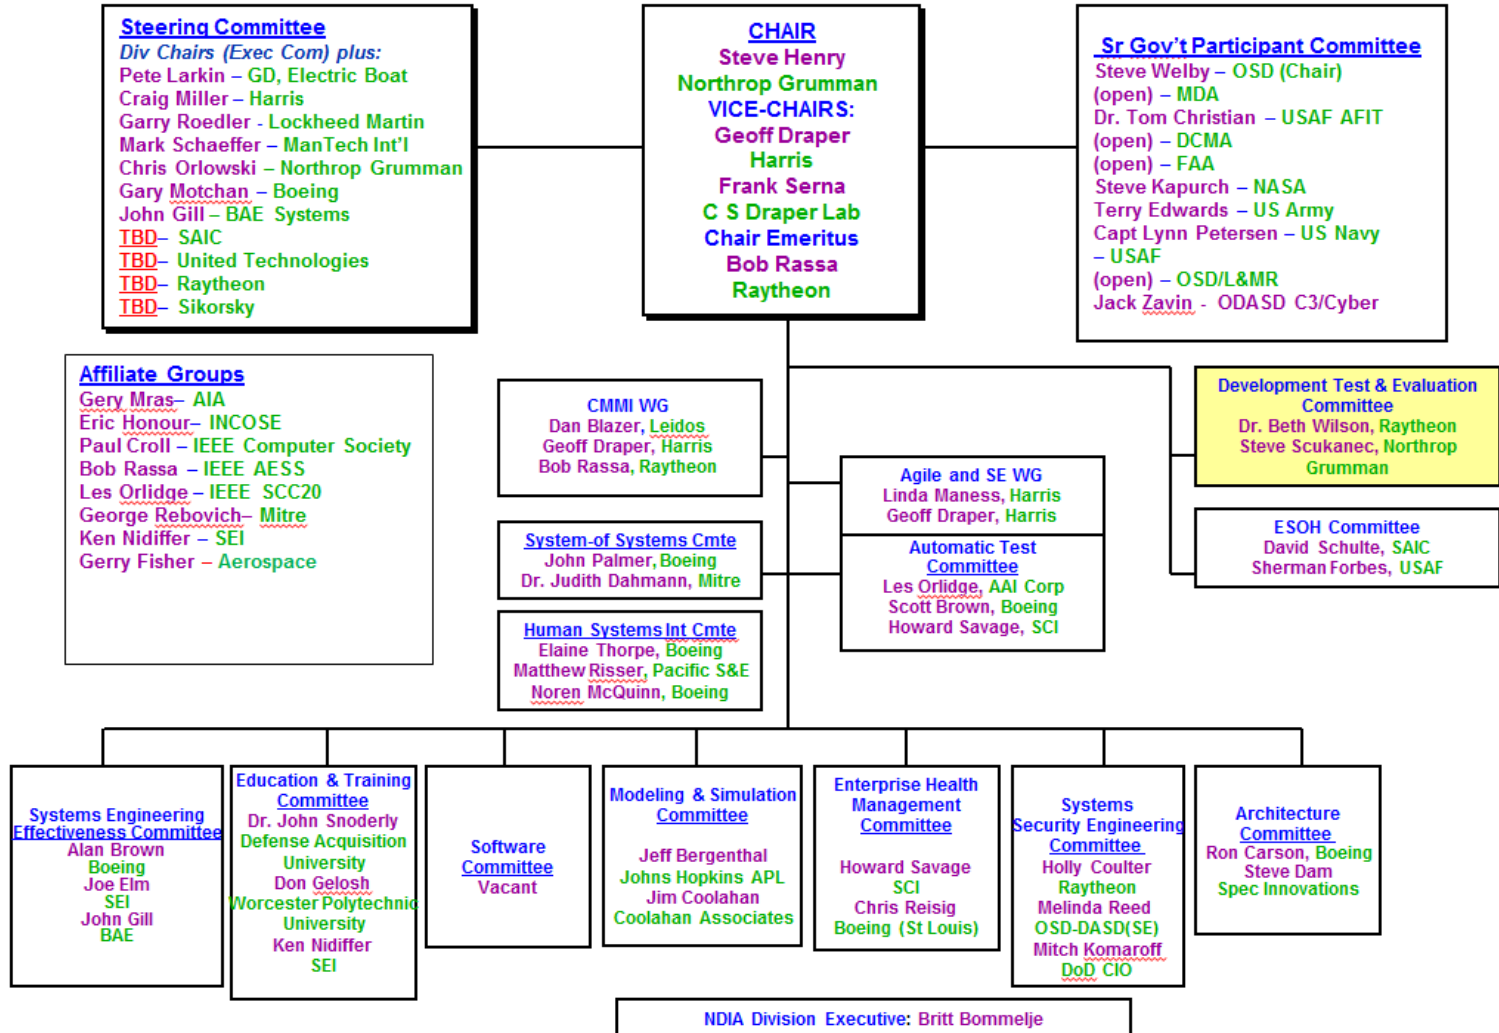 Steering Committee
Div Chairs (Exec Com) plus:
Pete Larkin – GD, Electric Boat
Craig Miller – Harris
Garry Roedler - Lockheed Martin
Mark Schaeffer – ManTech Int'l
Chris Orlowski – Northrop Grumman
Gary Motchan – Boeing
John Gill – BAE Systems
TBD– SAIC
TBD– United Technologies
TBD– Raytheon
TBD– Sikorsky
CHAIR
Steve Henry
Northrop Grumman
VICE-CHAIRS:
Geoff Draper
Harris
Frank Serna
C S Draper Lab
Chair Emeritus
Bob Rassa
Raytheon
Sr Gov't Participant Committee
Steve Welby – OSD (Chair)
(open) – MDA
Dr. Tom Christian – USAF AFIT
(open) – DCMA
(open) – FAA
Steve Kapurch – NASA
Terry Edwards – US Army
Capt Lynn Petersen – US Navy
– USAF
(open) – OSD/L&MR
Jack Zavin - ODASD C3/Cyber
Affiliate Groups
Gery Mras– AIA
Eric Honour– INCOSE
Paul Croll – IEEE Computer Society
Bob Rassa – IEEE AESS
Les Orlidge – IEEE SCC20
George Rebovich– Mitre
Ken Nidiffer – SEI
Gerry Fisher – Aerospace
CMMI WG
Dan Blazer, Leidos
Geoff Draper, Harris
Bob Rassa, Raytheon
System-of Systems Cmte
John Palmer, Boeing
Dr. Judith Dahmann, Mitre
Human Systems Int Cmte
Elaine Thorpe, Boeing
Matthew Risser, Pacific S&E
Noren McQuinn, Boeing
Agile and SE WG
Linda Maness, Harris
Geoff Draper, Harris
Automatic Test
Committee
Les Orlidge, AAI Corp
Scott Brown, Boeing
Howard Savage, SCI
Development Test & Evaluation
Committee
Dr. Beth Wilson, Raytheon
Steve Scukanec, Northrop
Grumman
ESOH Committee
David Schulte, SAIC
Sherman Forbes, USAF
Systems Engineering
Effectiveness Committee
Alan Brown
Boeing
Joe Elm
SEI
John Gill
BAE
Education & Training
Committee
Dr. John Snoderly
Defense Acquisition
University
Don Gelosh
Worcester Polytechnic
University
Ken Nidiffer
SEI
Software
Committee
Vacant
Modeling & Simulation
Committee
Jeff Bergenthal
Johns Hopkins APL
Jim Coolahan
Coolahan Associates
Enterprise Health
Management
Committee
Howard Savage
SCI
Chris Reisig
Boeing (St Louis)
Systems
Security Engineering
Committee
Holly Coulter
Raytheon
Melinda Reed
OSD-DASD(SE)
Mitch Komaroff
DoD CIO
Architecture
Committee
Ron Carson, Boeing
Steve Dam
Spec Innovations
NDIA Division Executive: Britt Bommelje